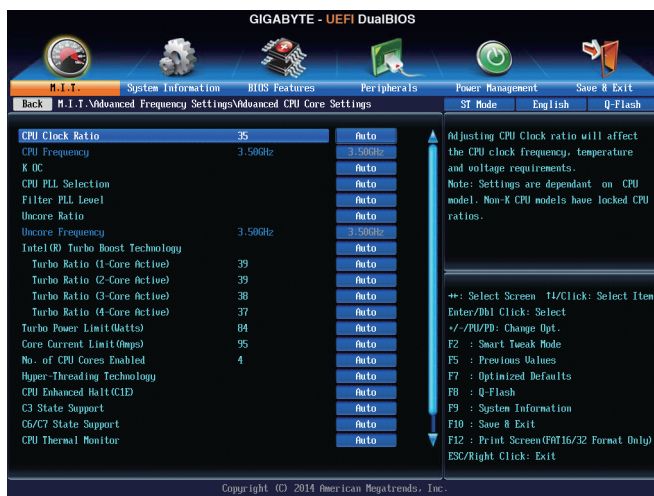 GIGABYTE - UEFI DualBIOS
M.I.T.
System Information
BIOS Features
Peripherals
Power Management
Save & Exit
Back
M.I.T.\Advanced Frequency Settings\Advanced CPU Core Settings
ST Mode
English
Q-Flash
CPU Clock Ratio 35 Auto
CPU Frequency 3.50GHz 3.50GHz
K OC Auto
CPU PLL Selection Auto
Filter PLL Level Auto
Uncore Ratio Auto
Uncore Frequency 3.50GHz 3.50GHz
Intel(R) Turbo Boost Technology Auto
Turbo Ratio (1-Core Active) 39 Auto
Turbo Ratio (2-Core Active) 39 Auto
Turbo Ratio (3-Core Active) 38 Auto
Turbo Ratio (4-Core Active) 37 Auto
Turbo Power Limit(Watts) 84 Auto
Core Current Limit(Amps) 95 Auto
No. of CPU Cores Enabled 4 Auto
Hyper-Threading Technology Auto
CPU Enhanced Halt(C1E) Auto
C3 State Support Auto
C6/C7 State Support Auto
CPU Thermal Monitor Auto
Adjusting CPU Clock ratio will affect
the CPU clock frequency, temperature
and voltage requirements.
Note: Settings are dependant on CPU
model. Non-K CPU models have locked CPU
ratios.
→←: Select Screen ↑↓/Click: Select Item
Enter/Dbl Click: Select
+/-/PU/PD: Change Opt.
F2 : Smart Tweak Mode
F5 : Previous Values
F7 : Optimized Defaults
F8 : Q-Flash
F9 : System Information
F10 : Save & Exit
F12 : Print Screen(FAT16/32 Format Only)
ESC/Right Click: Exit
Copyright (C) 2014 American Megatrends, Inc.